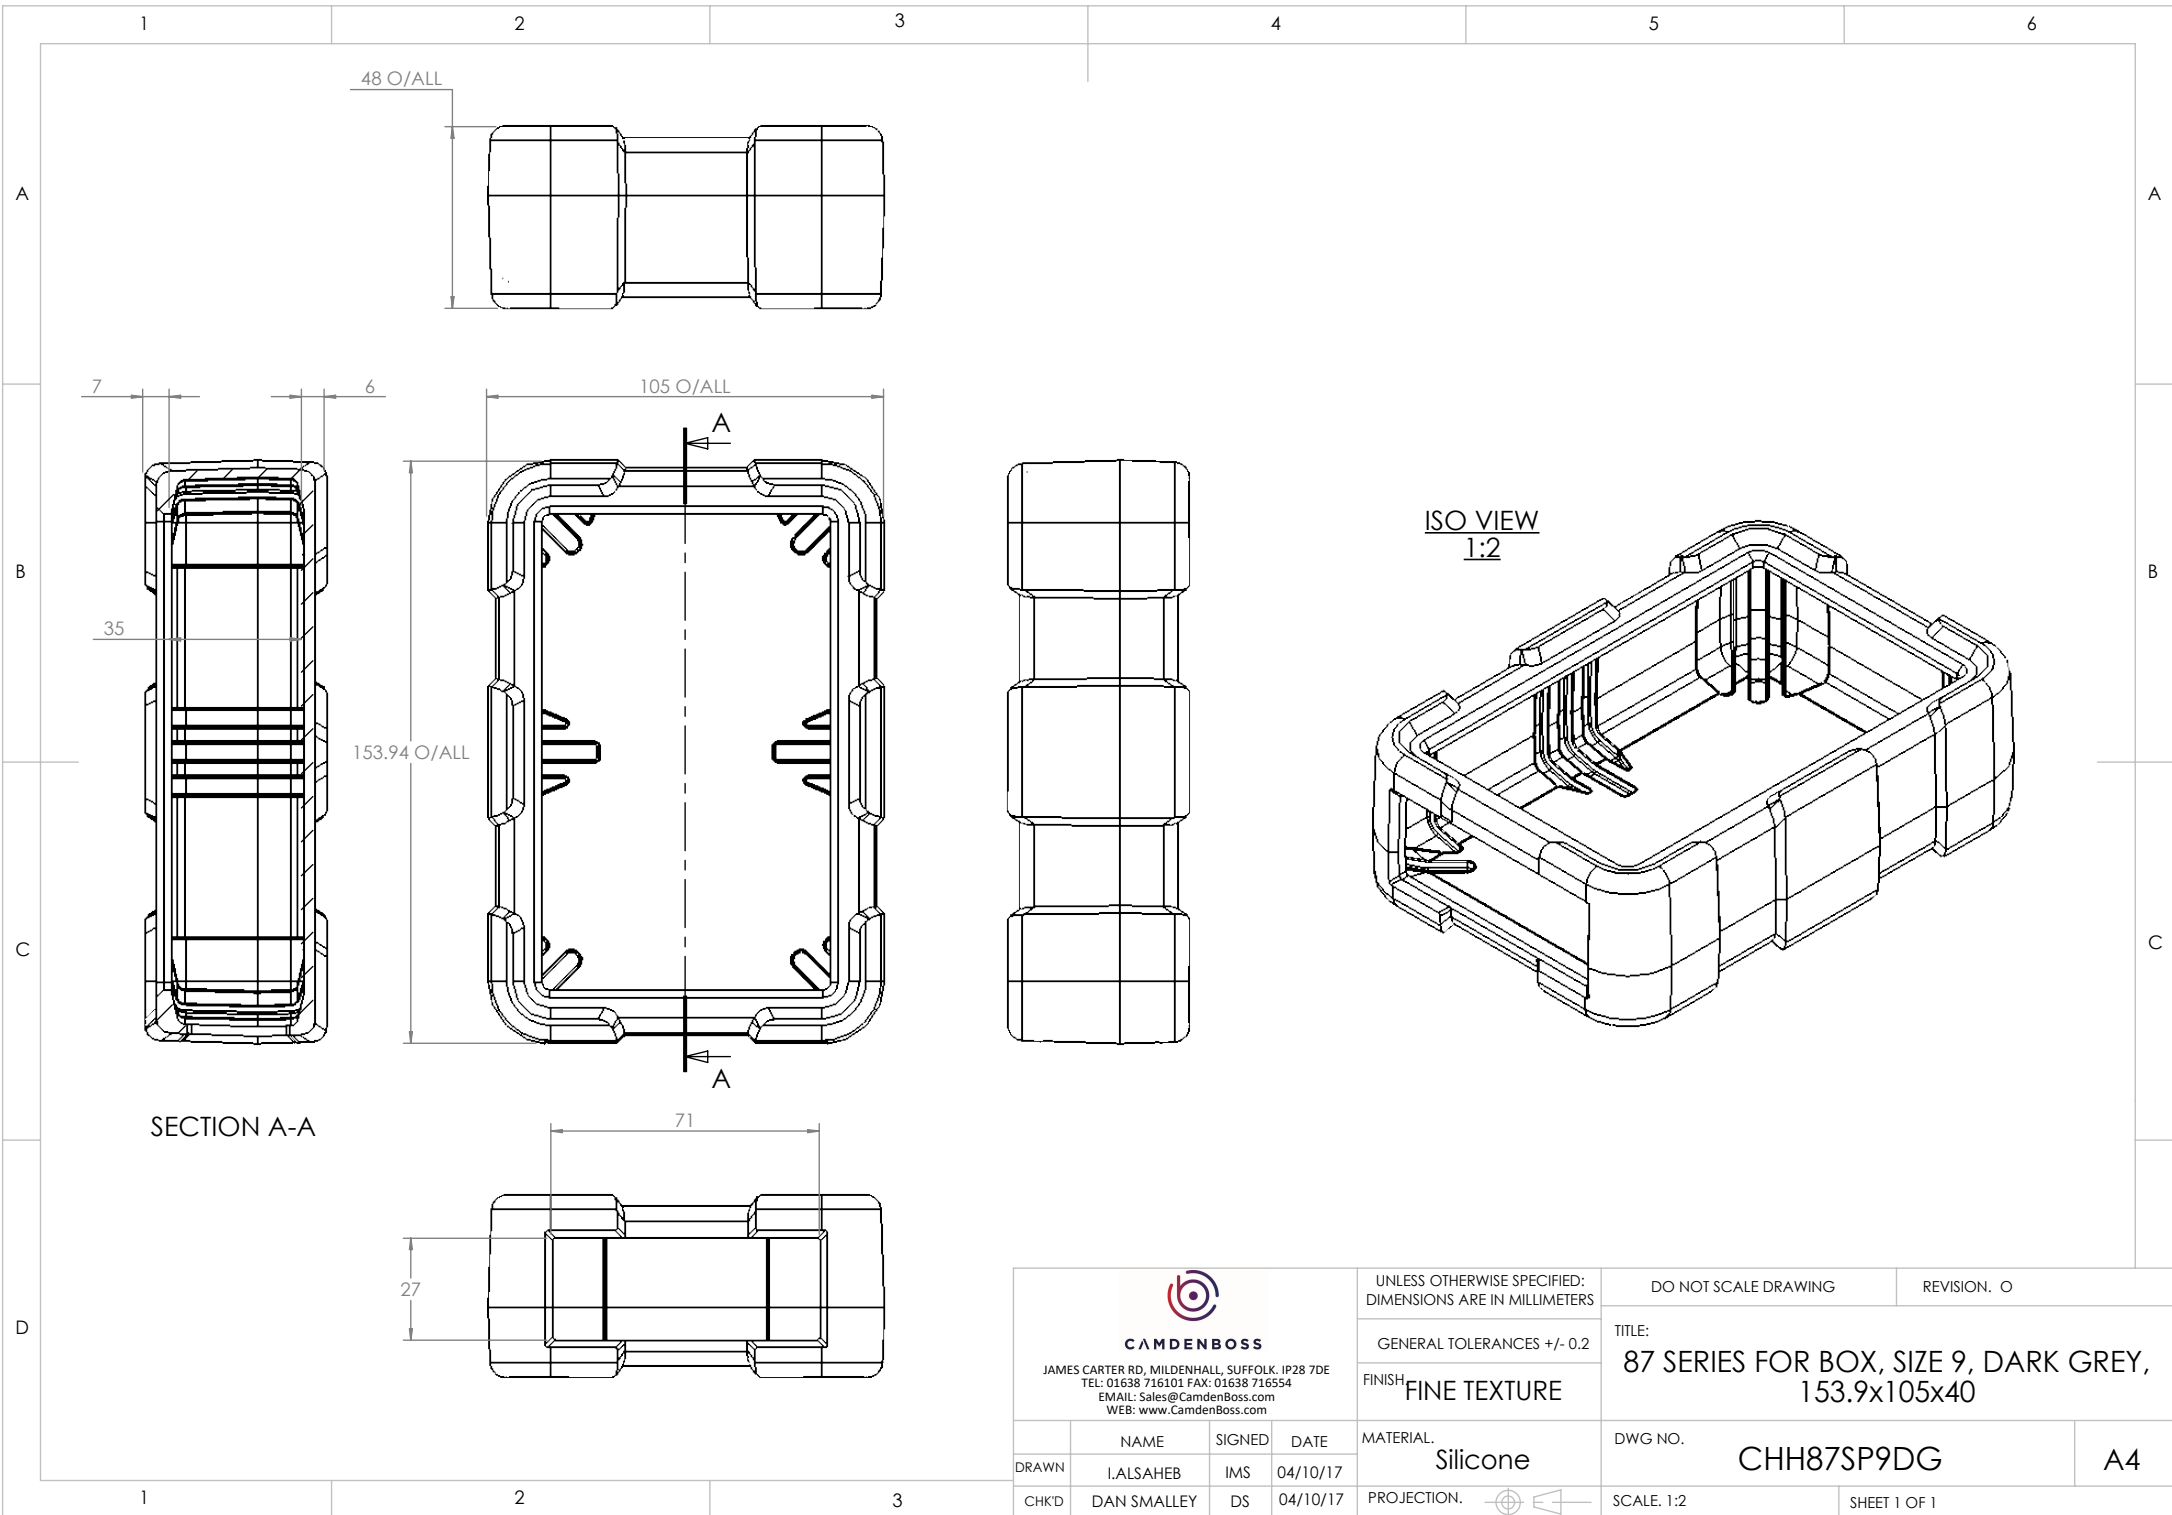 1 2 3 4 5 6
48 O/ALL
A A
7 6 105 O/ALL
A
ISO VIEW
1:2
B B
35
153.94 O/ALL
C C
A
SECTION A-A
71
27
D
CAMDENBOSS
JAMES CARTER RD, MILDENHALL, SUFFOLK. IP28 7DE
TEL: 01638 716101 FAX: 01638 716554
EMAIL: Sales@CamdenBoss.com
WEB: www.CamdenBoss.com
UNLESS OTHERWISE SPECIFIED:
DIMENSIONS ARE IN MILLIMETERS
GENERAL TOLERANCES +/- 0.2
FINISH. FINE TEXTURE
DO NOT SCALE DRAWING
REVISION. O
TITLE:
87 SERIES FOR BOX, SIZE 9, DARK GREY,
153.9x105x40
NAME SIGNED DATE
DRAWN I.ALSAHEB IMS 04/10/17
CHK'D DAN SMALLEY DS 04/10/17
MATERIAL.
Silicone
PROJECTION.
DWG NO.
CHH87SP9DG
A4
SCALE. 1:2
SHEET 1 OF 1
1 2 3